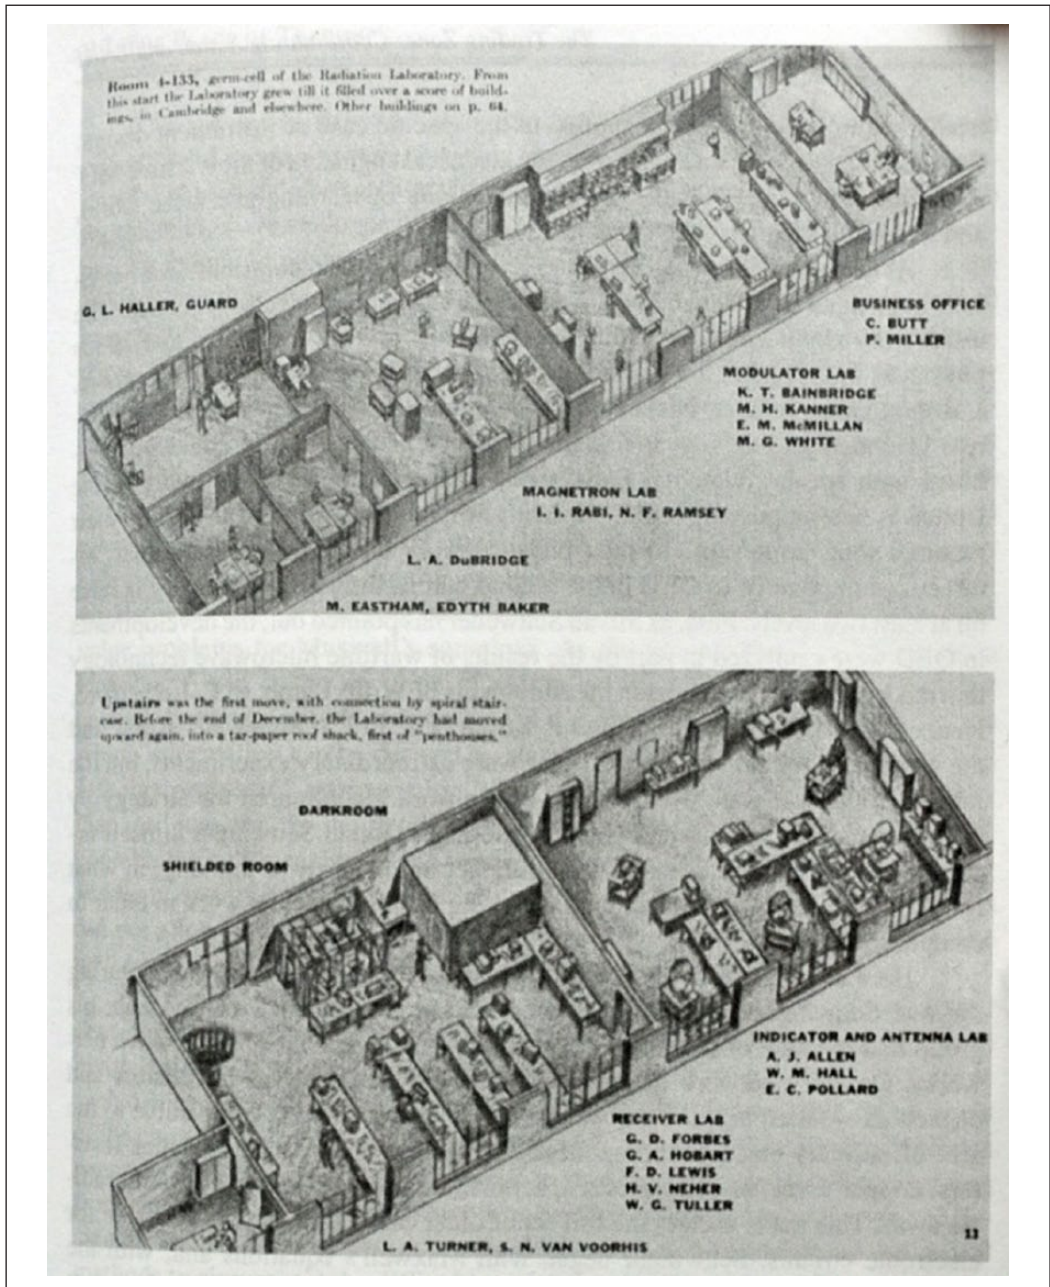 Room 4-133, germ-cell of the Radiation Laboratory. From
this start the Laboratory grew till it filled over a score of build-
ings, in Cambridge and elsewhere. Other buildings on p. 64.
G. L. HALLER, GUARD
BUSINESS OFFICE
C. BUTT
P. MILLER
MODULATOR LAB
K. T. BAINBRIDGE
M. H. KANNER
E. M. McMILLAN
M. G. WHITE
MAGNETRON LAB
I. I. RABI, N. F. RAMSEY
L. A. DuBRIDGE
M. EASTHAM, EDYTH BAKER
Upstairs was the first move, with connection by spiral stair-
case. Before the end of December, the Laboratory had moved
upward again, into a tar-paper roof shack, first of "penthouses."
DARKROOM
SHIELDED ROOM
INDICATOR AND ANTENNA LAB
A. J. ALLEN
W. M. HALL
E. C. POLLARD
RECEIVER LAB
G. D. FORBES
G. A. HOBART
F. D. LEWIS
H. V. NEHER
W. G. TULLER
L. A. TURNER, S. N. VAN VOORHIS
11